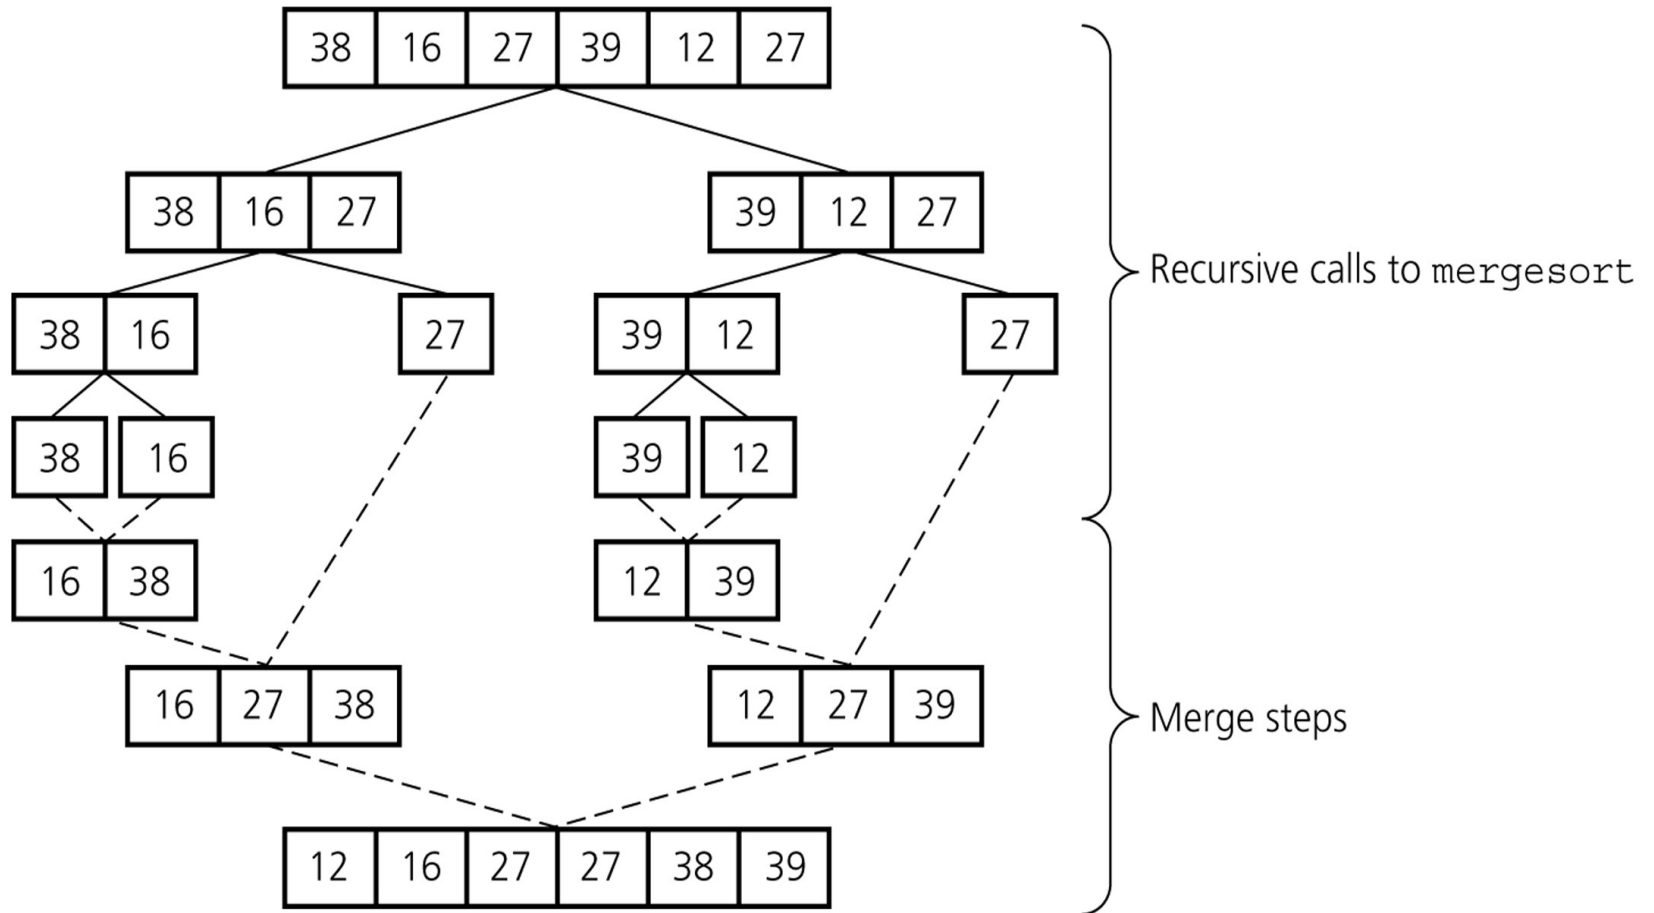 38 16 27 39 12 27
38 16 27 39 12 27
38 16 27 39 12 27
Recursive calls to mergesort
38 16 39 12
16 38 12 39
16 27 38 12 27 39
Merge steps
12 16 27 27 38 39